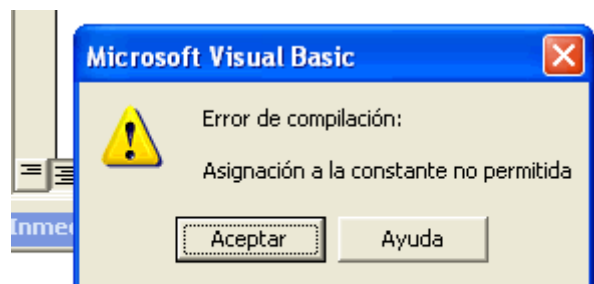 Microsoft Visual Basic
Error de compilación:
Asignación a la constante no permitida
Aceptar
Ayuda